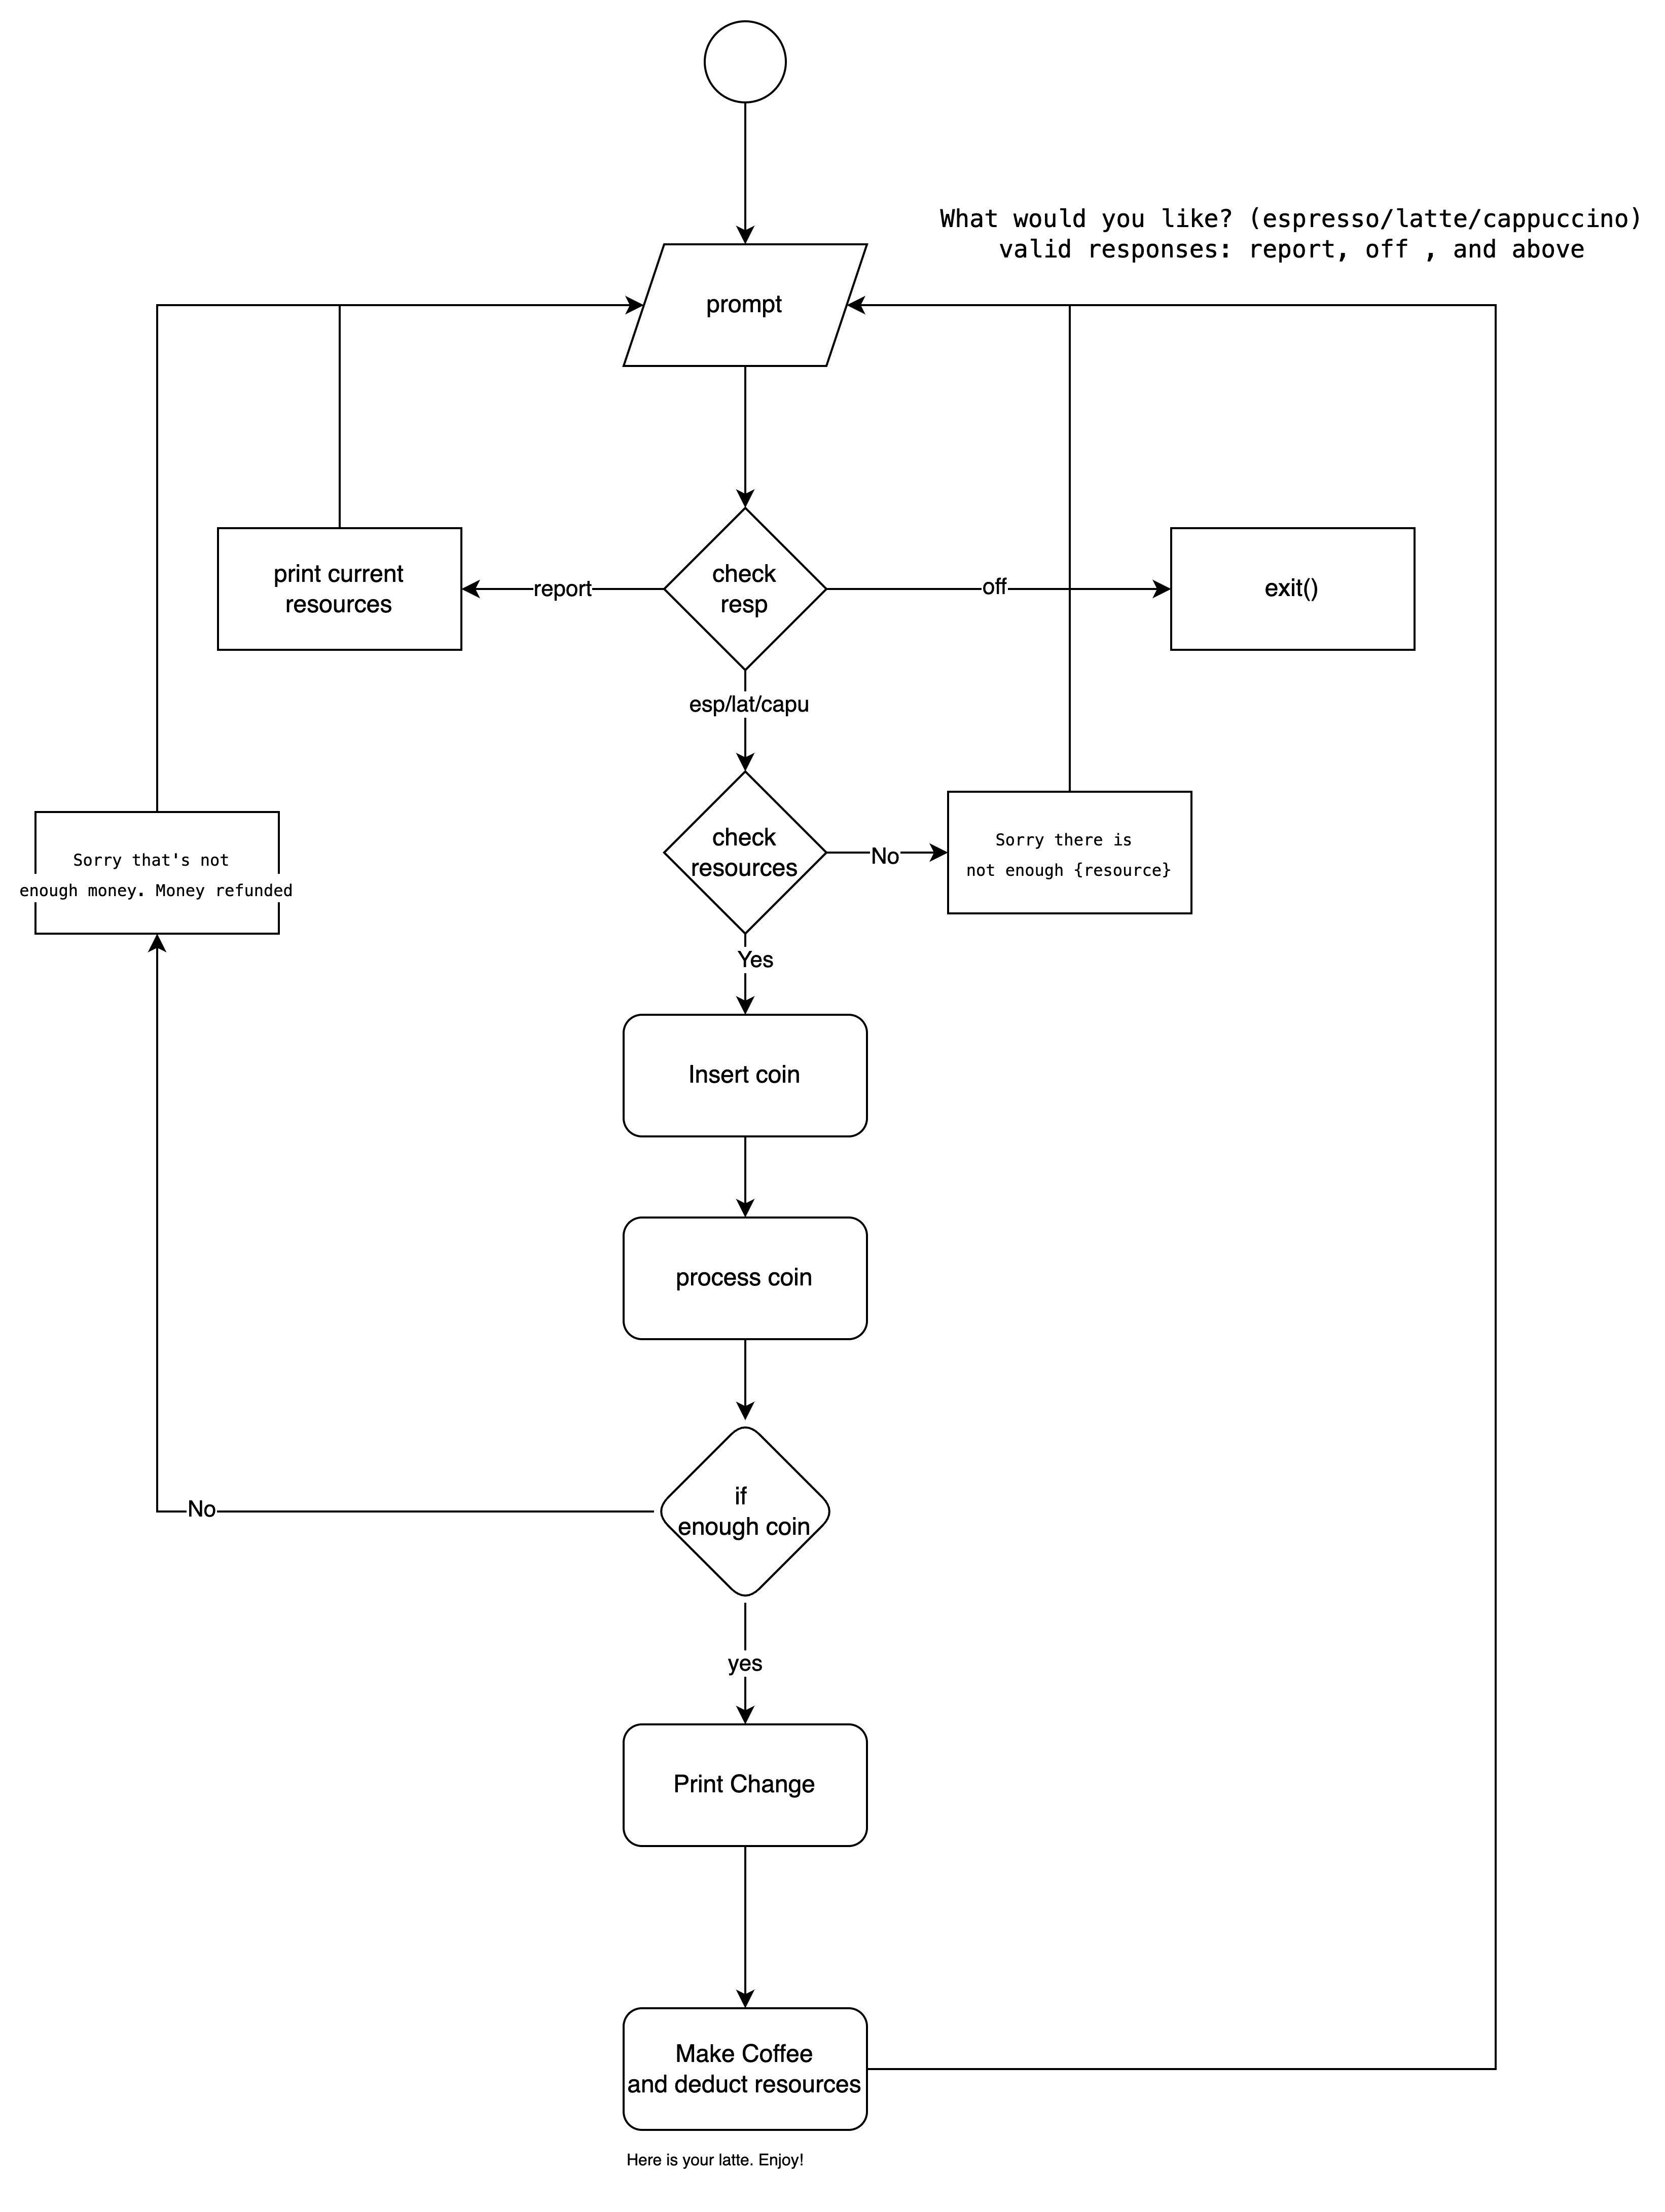 What would you like? (espresso/latte/cappuccino)
valid responses: report, off , and above
prompt
print current
resources
report
check
resp
off
exit()
esp/lat/capu
Sorry that's not
enough money. Money refunded
check
resources
No
Sorry there is
not enough {resource}
Yes
Insert coin
process coin
if
enough coin
No
yes
Print Change
Make Coffee
and deduct resources
Here is your latte. Enjoy!